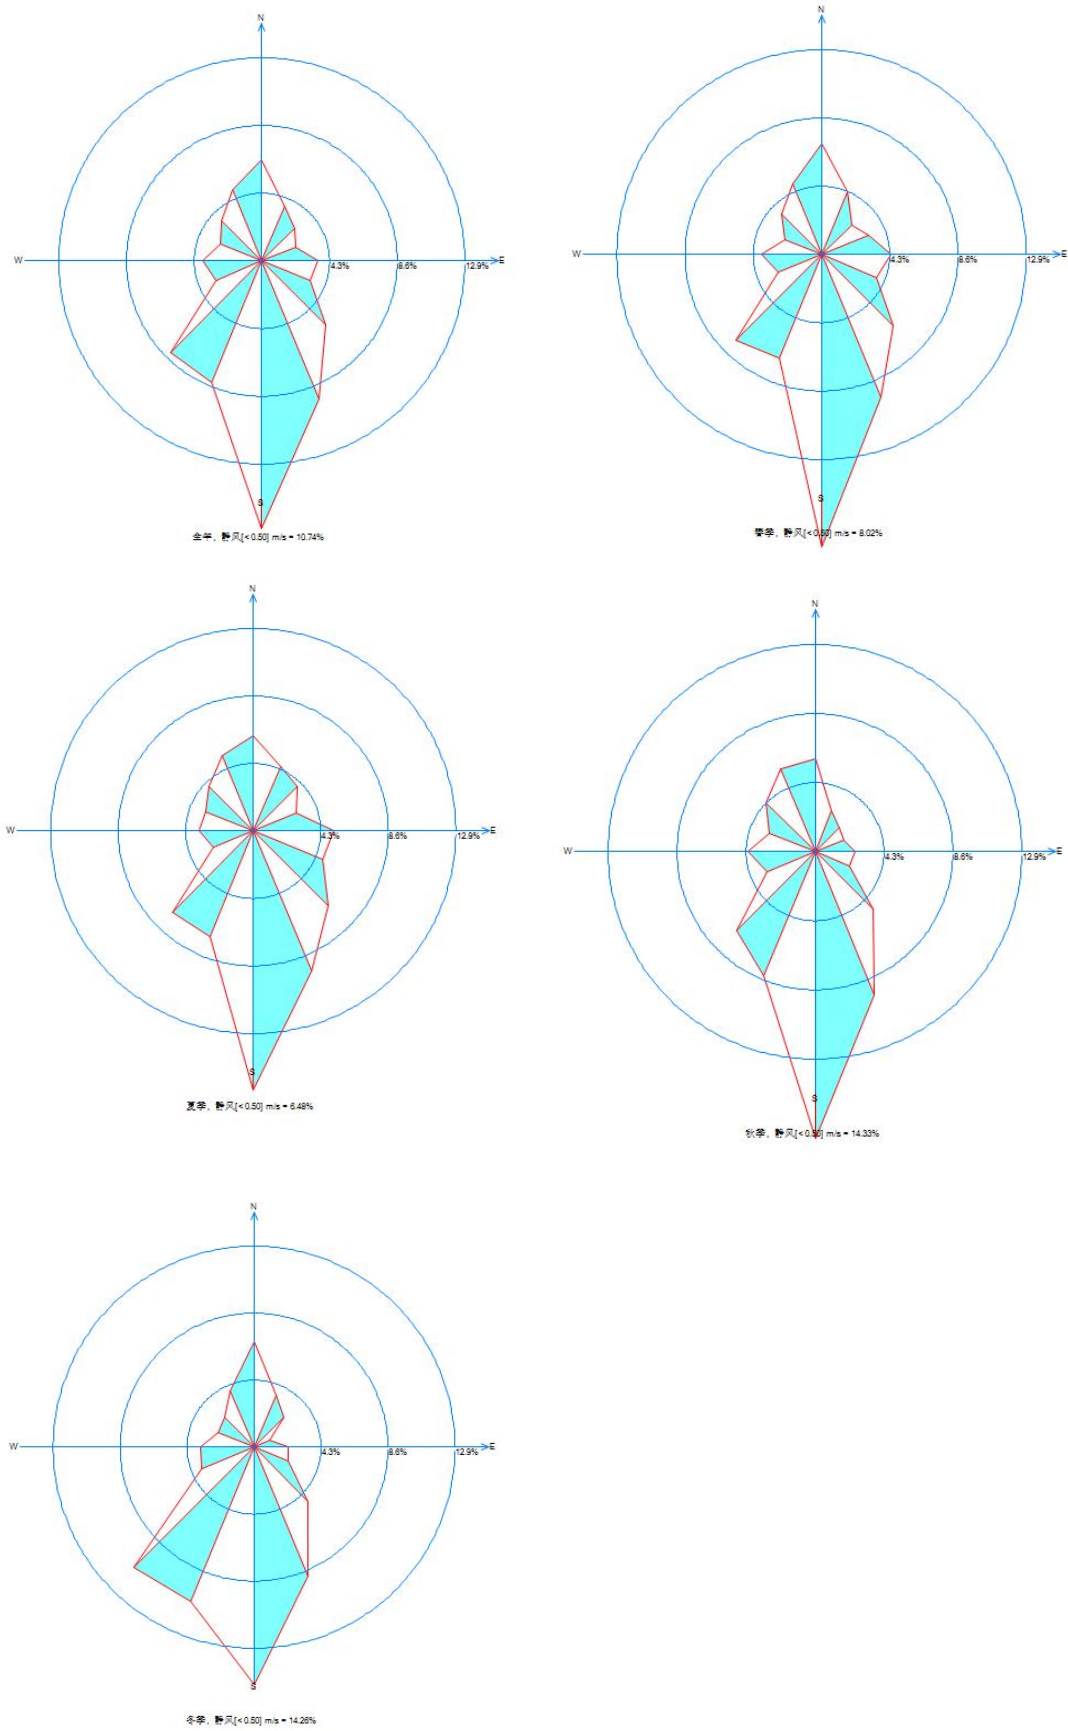 N
W
4.3%
8.6%
12.9%
E
S
全年, 静风[<0.50] m/s = 10.74%
N
W
4.3%
8.6%
12.9%
E
S
春季, 静风[<0.50] m/s = 8.02%
N
W
4.3%
8.6%
12.9%
E
S
夏季, 静风[<0.50] m/s = 6.48%
N
W
4.3%
8.6%
12.9%
E
S
秋季, 静风[<0.50] m/s = 14.33%
N
W
4.3%
8.6%
12.9%
E
S
冬季, 静风[<0.50] m/s = 14.26%